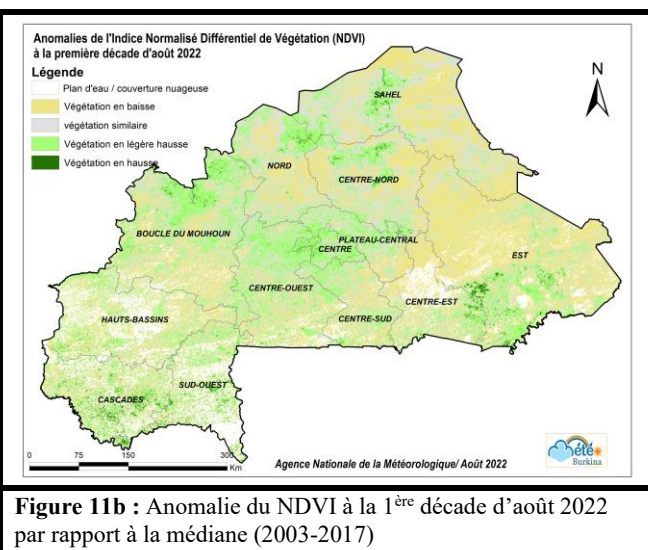 Anomalies de l'Indice Normalisé Différentiel de Végétation (NDVI)
à la première décade d'août 2022
Légende
Plan d'eau / couverture nuageuse
Végétation en baisse
végétation similaire
Végétation en légère hausse
Végétation en hausse
N
SAHEL
NORD
CENTRE-NORD
BOUCLE DU MOUHOUN
PLATEAU-CENTRAL
CENTRE
EST
CENTRE-OUEST
CENTRE-EST
HAUTS-BASSINS
CENTRE-SUD
SUD-OUEST
CASCADES
0 75 150 300
Km
Agence Nationale de la Météorologique/ Août 2022
Météo
Burkina
Figure 11b : Anomalie du NDVI à la 1ère décade d'août 2022
par rapport à la médiane (2003-2017)